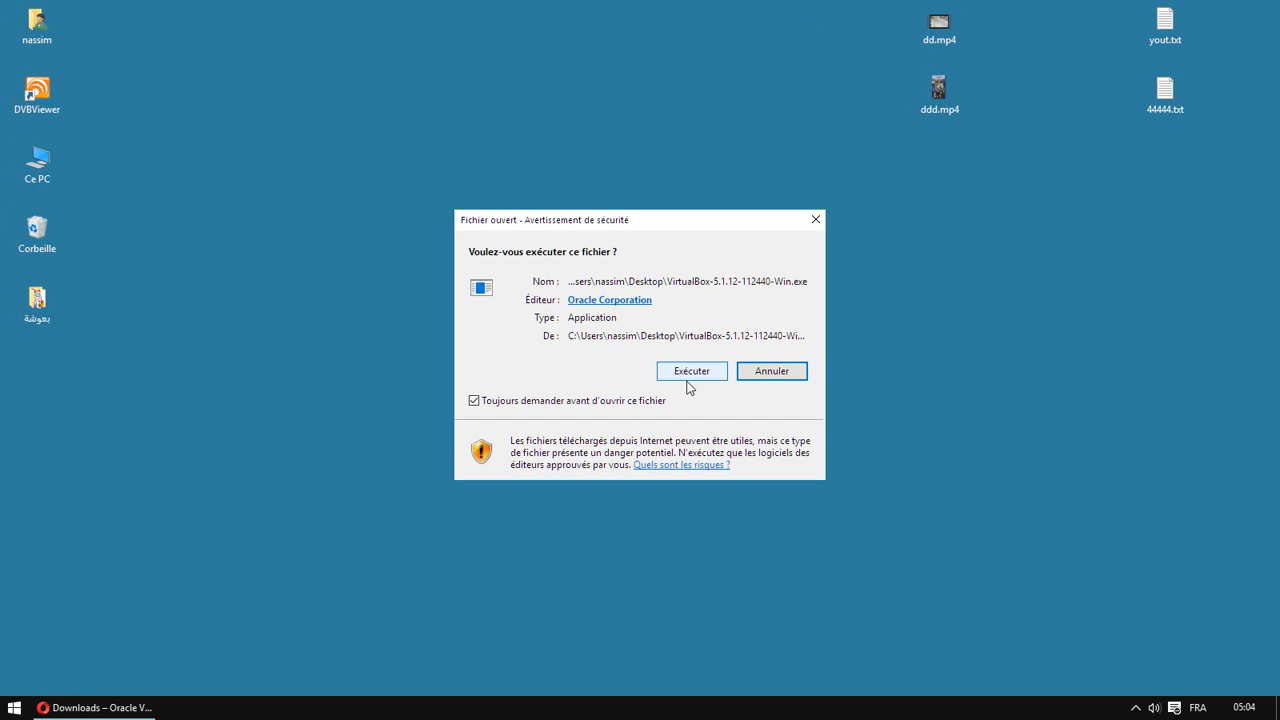 nassim
DVBViewer
Ce PC
Corbeille
بعوشة
dd.mp4
yout.txt
ddd.mp4
44444.txt
Fichier ouvert - Avertissement de sécurité
Voulez-vous exécuter ce fichier ?
Nom : ...sers\nassim\Desktop\VirtualBox-5.1.12-112440-Win.exe
Éditeur : Oracle Corporation
Type : Application
De : C:\Users\nassim\Desktop\VirtualBox-5.1.12-112440-Wi...
Exécuter Annuler
Toujours demander avant d'ouvrir ce fichier
Les fichiers téléchargés depuis Internet peuvent être utiles, mais ce type
de fichier présente un danger potentiel. N'exécutez que les logiciels des
éditeurs approuvés par vous. Quels sont les risques ?
Downloads – Oracle V...
FRA
05:04